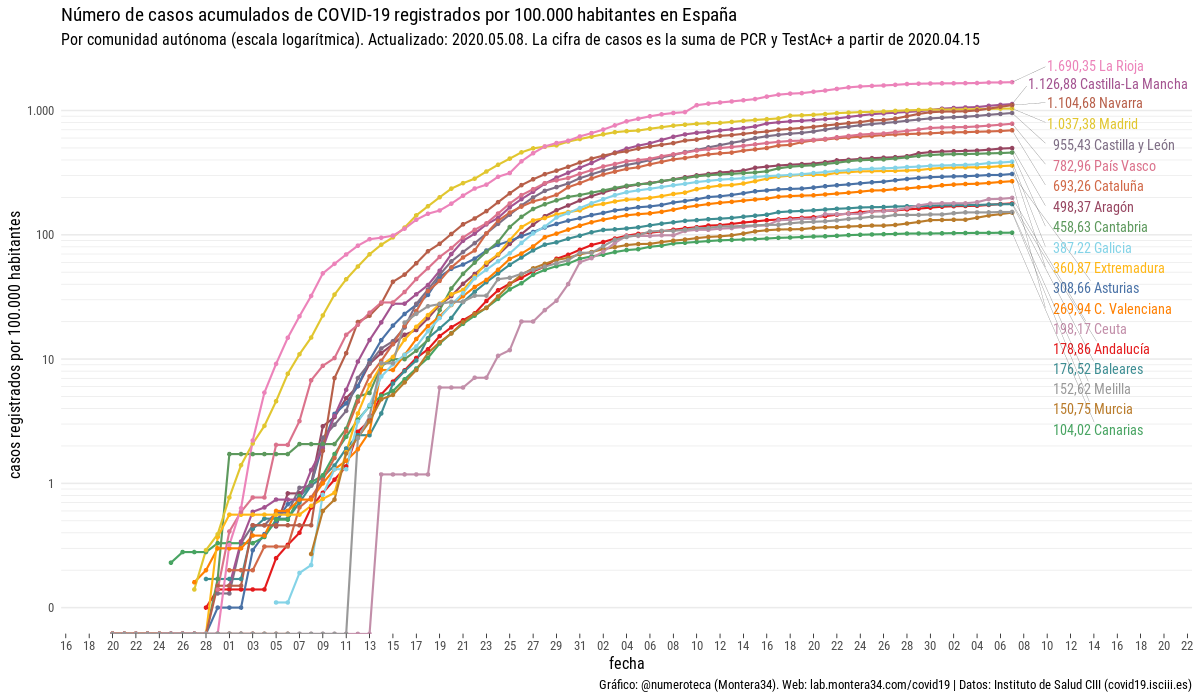 Número de casos acumulados de COVID-19 registrados por 100.000 habitantes en España
Por comunidad autónoma (escala logarítmica). Actualizado: 2020.05.08. La cifra de casos es la suma de PCR y TestAc+ a partir de 2020.04.15
casos registrados por 100.000 habitantes
1.000
100
10
1
0
1.690,35 La Rioja
1.126,88 Castilla-La Mancha
1.104,68 Navarra
1.037,38 Madrid
955,43 Castilla y León
782,96 País Vasco
693,26 Cataluña
498,37 Aragón
458,63 Cantabria
387,22 Galicia
360,87 Extremadura
308,66 Asturias
269,94 C. Valenciana
198,17 Ceuta
178,86 Andalucía
176,52 Baleares
152,62 Melilla
150,75 Murcia
104,02 Canarias
16 18 20 22 24 26 28 01 03 05 07 09 11 13 15 17 19 21 23 25 27 29 31 02 04 06 08 10 12 14 16 18 20 22 24 26 28 30 02 04 06 08 10 12 14 16 18 20 22
fecha
Gráfico: @numeroteca (Montera34). Web: lab.montera34.com/covid19 | Datos: Instituto de Salud CIII (covid19.isciii.es)